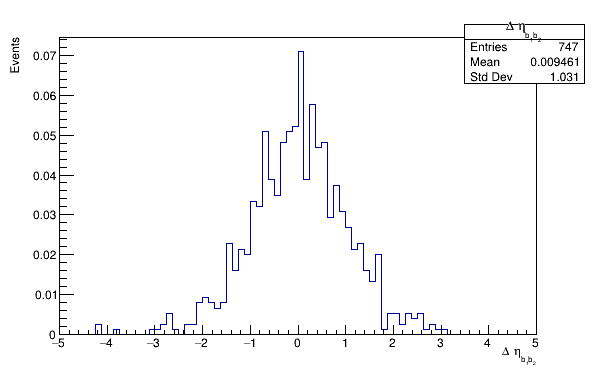 Δ η b₁b₂
Entries 747
Mean 0.009461
Std Dev 1.031
Events
0.07
0.06
0.05
0.04
0.03
0.02
0.01
0
−5 −4 −3 −2 −1 0 1 2 3 4 5
Δ η b₁b₂